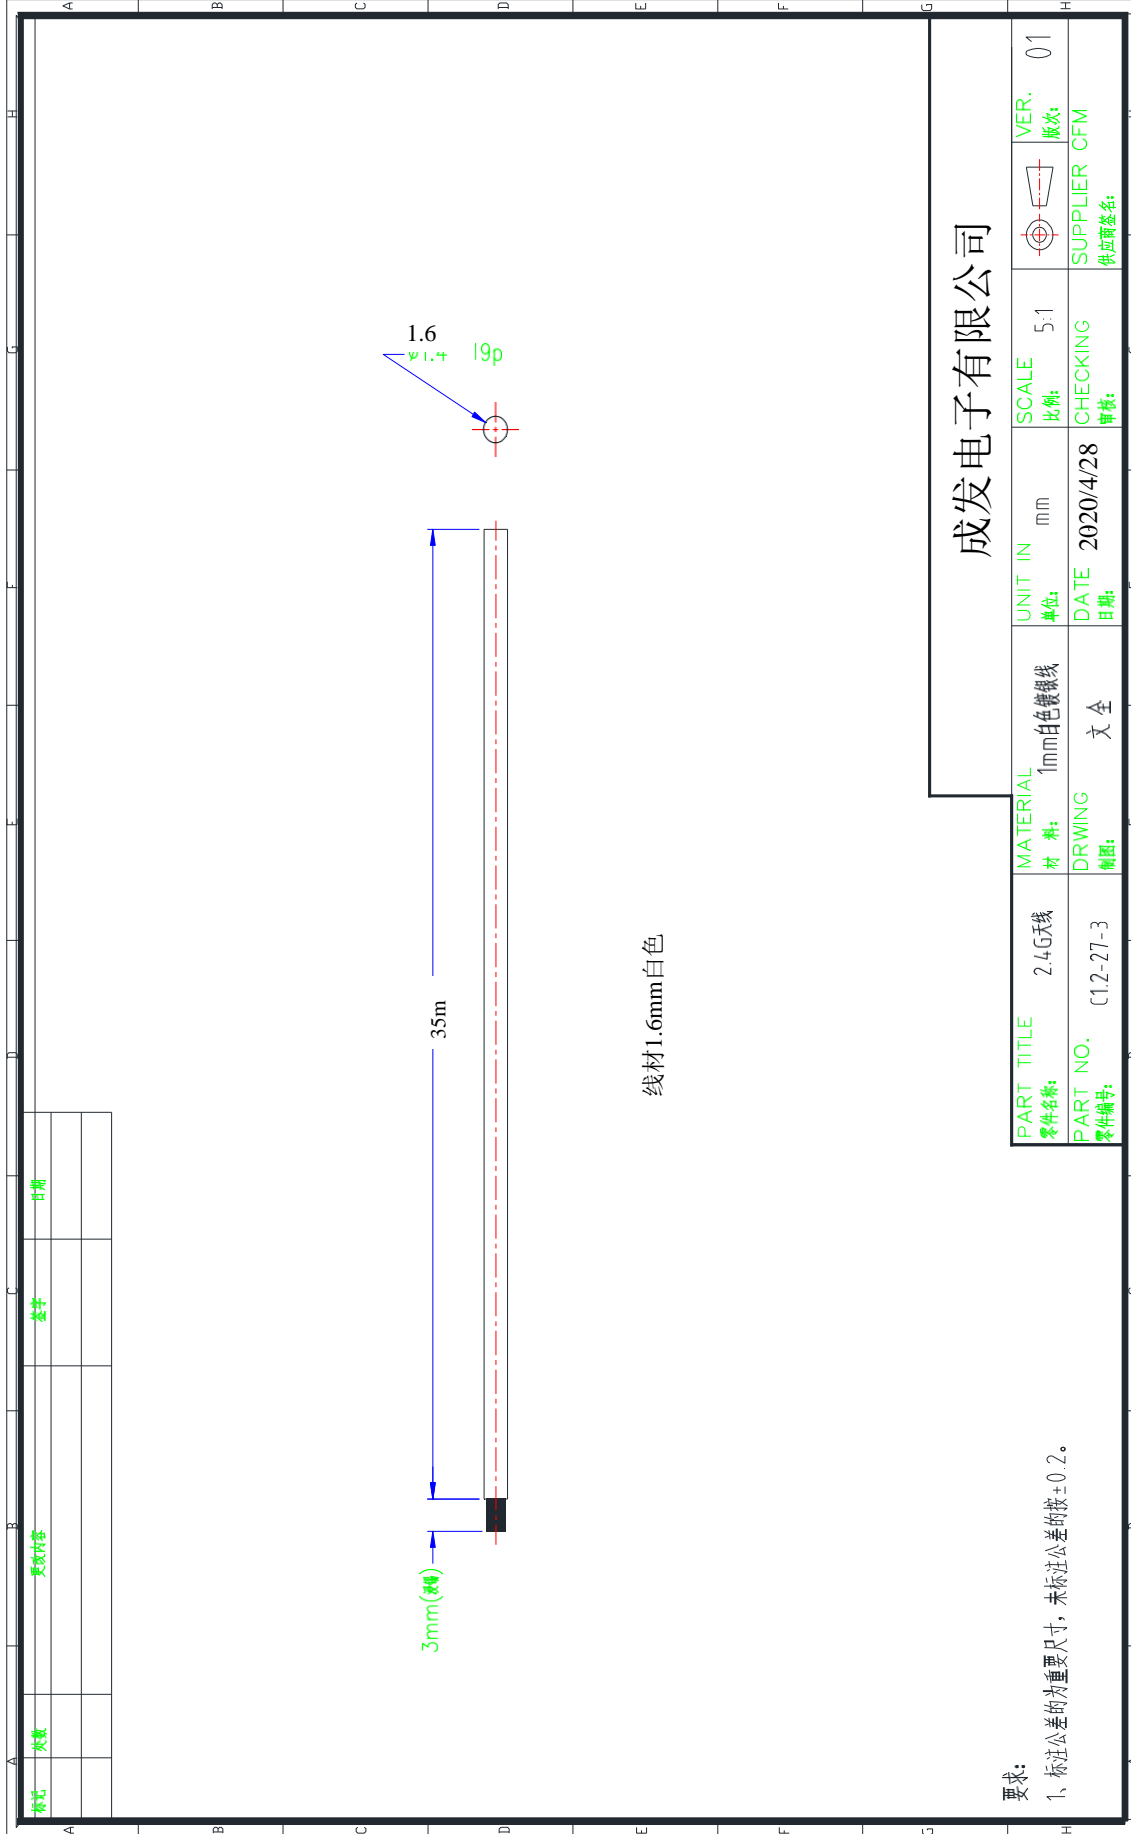 标记
处数
更改内容
签字
日期
3mm(浸锡)
35m
1.6
19p
线材1.6mm白色
要求:
1、标注公差的为重要尺寸，未标注公差的按±0.2。
成发电子有限公司
PART TITLE
零件名称:
2.4G天线
MATERIAL
材 料:
1mm白色镀银线
UNIT IN
单位:
mm
SCALE
比例:
5:1
VER.
版次:
01
PART NO.
零件编号:
C1.2-27-3
DRWING
制图:
文全
DATE
日期:
2020/4/28
CHECKING
审核:
SUPPLIER CFM
供应商签名:
A
B
C
D
E
F
G
H
A
B
C
D
E
F
G
H